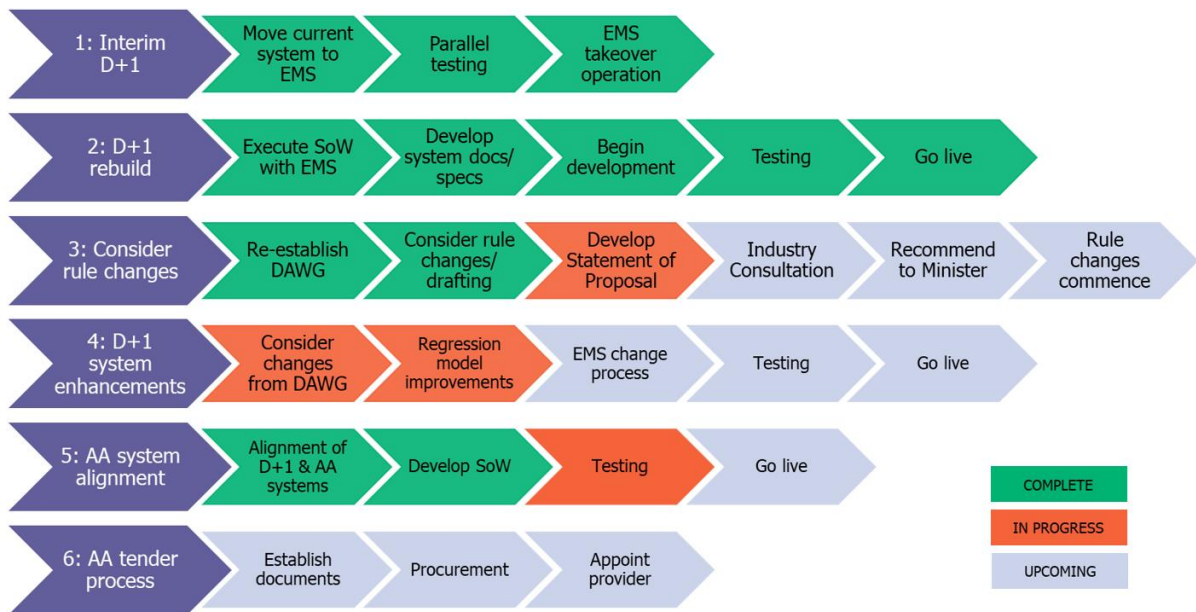 1: Interim
D+1
Move current
system to
EMS
Parallel
testing
EMS
takeover
operation
2: D+1
rebuild
Execute SoW
with EMS
Develop
system docs/
specs
Begin
development
Testing
Go live
3: Consider
rule changes
Re-establish
DAWG
Consider rule
changes/
drafting
Develop
Statement of
Proposal
Industry
Consultation
Recommend
to Minister
Rule
changes
commence
4: D+1
system
enhancements
Consider
changes
from DAWG
Regression
model
improvements
EMS change
process
Testing
Go live
5: AA system
alignment
Alignment of
D+1 & AA
systems
Develop SoW
Testing
Go live
6: AA tender
process
Establish
documents
Procurement
Appoint
provider
COMPLETE
IN PROGRESS
UPCOMING